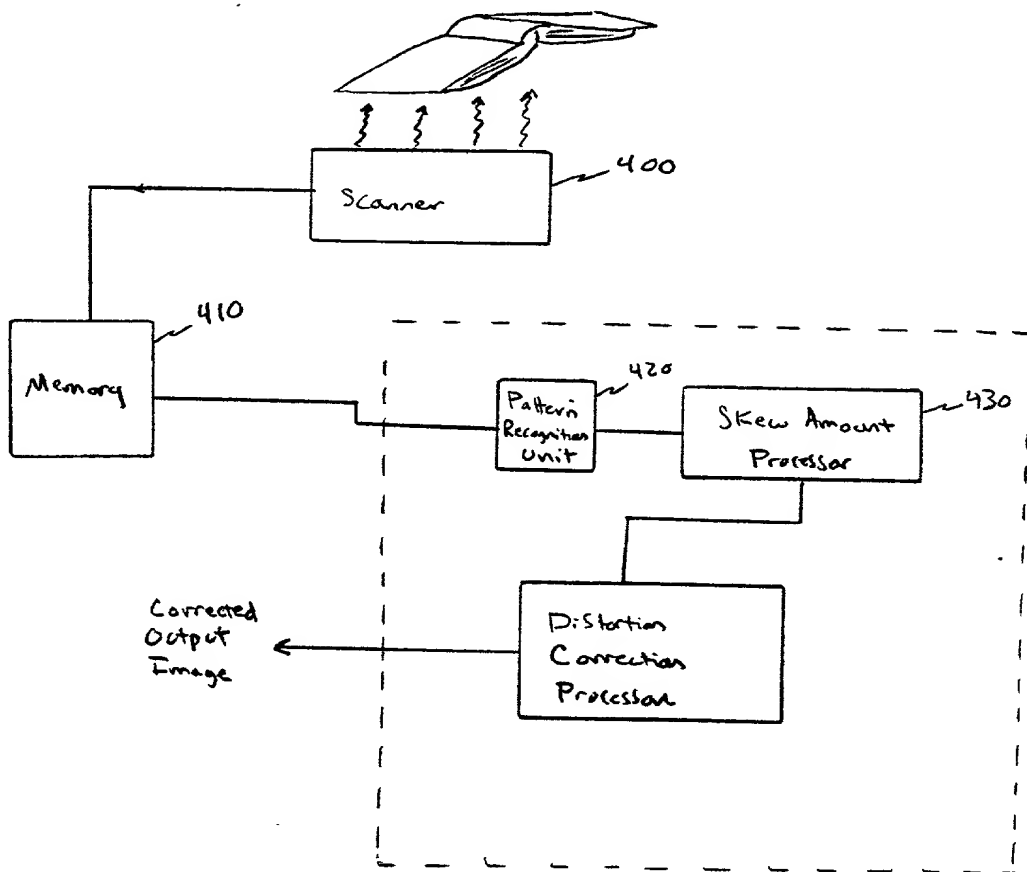 400
Scanner
410
Memory
420
Pattern
Recognition
Unit
430
Skew Amount
Processor
Distortion
Correction
Processor
Corrected
Output
Image